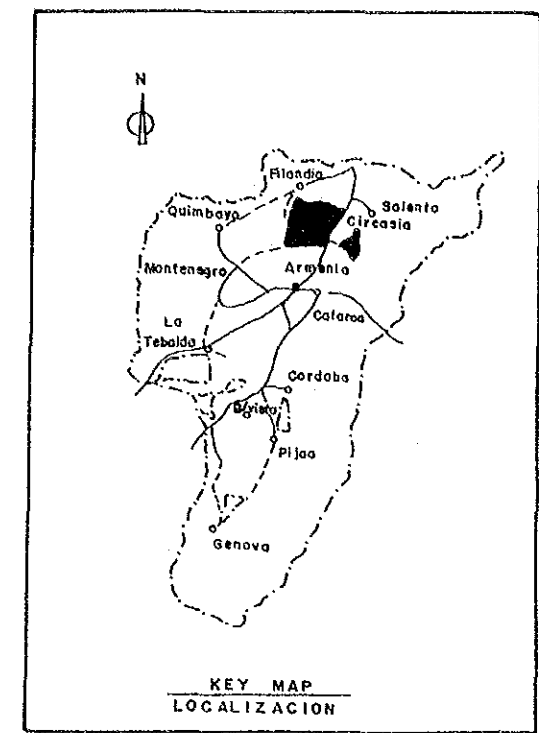 N
Filandia
Salento
Quimbaya
Circasia
Montenegro
Armenia
Calarca
La
Tebaida
Cordoba
Pijao
Genova
KEY MAP
LOCALIZACION